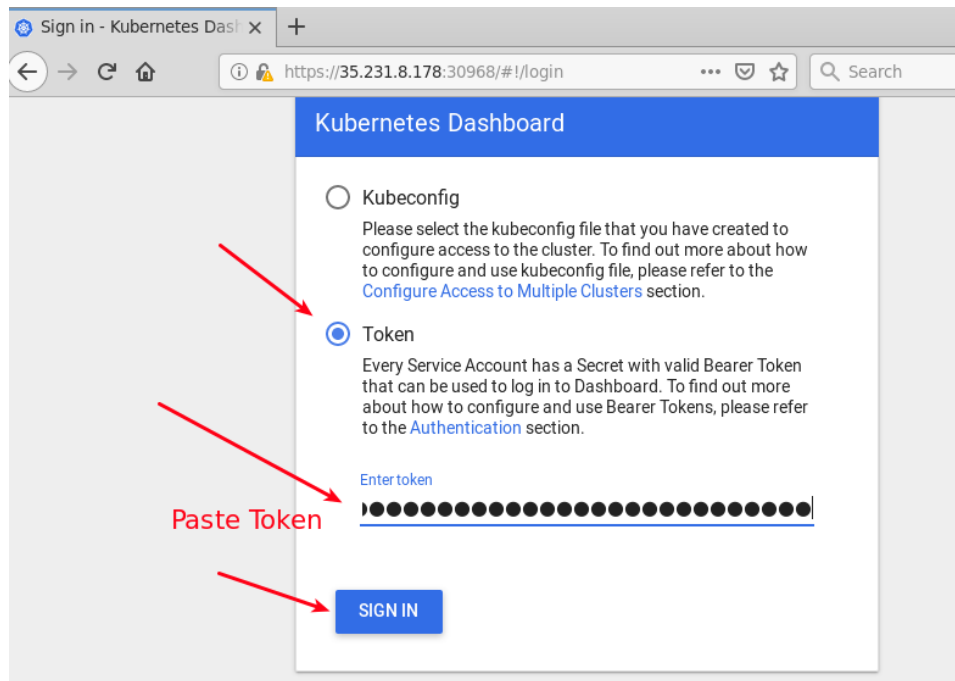 Sign in - Kubernetes Das
https://35.231.8.178:30968/#!/login
Search
Kubernetes Dashboard
Kubeconfig
Please select the kubeconfig file that you have created to
configure access to the cluster. To find out more about how
to configure and use kubeconfig file, please refer to the
Configure Access to Multiple Clusters section.
Token
Every Service Account has a Secret with valid Bearer Token
that can be used to log in to Dashboard. To find out more
about how to configure and use Bearer Tokens, please refer
to the Authentication section.
Enter token
Paste Token
SIGN IN